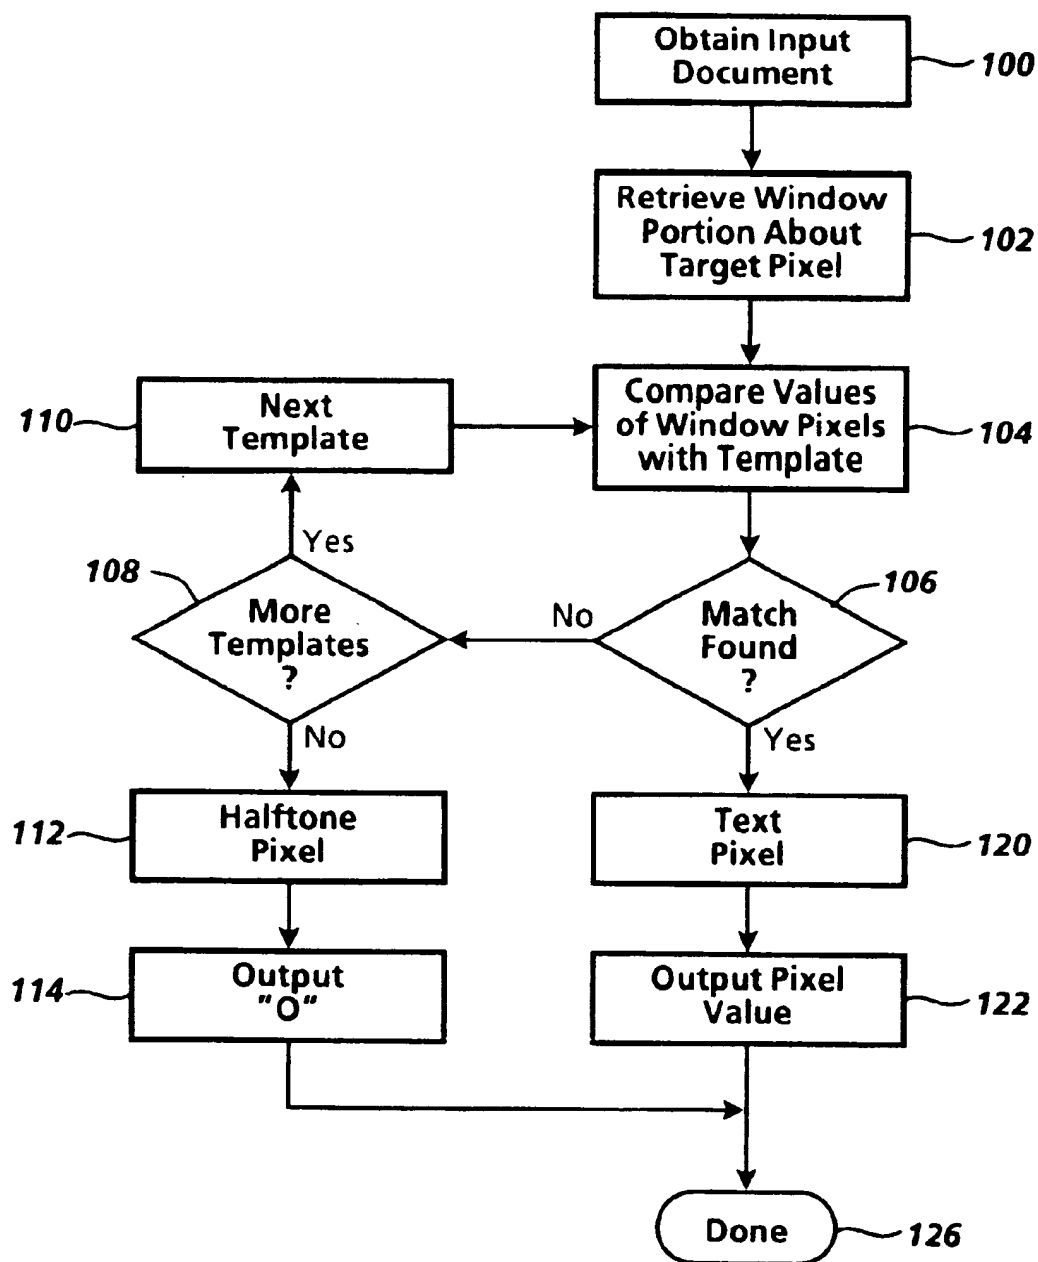 Obtain Input
Document
100
Retrieve Window
Portion About
Target Pixel
102
Next
Template
110
Compare Values
of Window Pixels
with Template
104
Yes
108
More
Templates
?
No
Match
Found
?
106
No
Yes
Halftone
Pixel
112
Text
Pixel
120
Output
"O"
114
Output Pixel
Value
122
Done
126